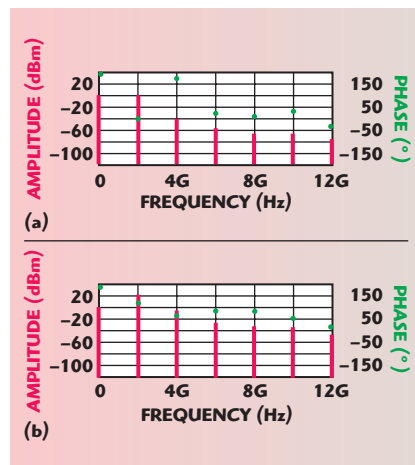 AMPLITUDE (dBm)
20
−20
−60
−100
150
50
−50
−150
PHASE (°)
0 4G 8G 12G
FREQUENCY (Hz)
(a)
AMPLITUDE (dBm)
20
−20
−60
−100
150
50
−50
−150
PHASE (°)
0 4G 8G 12G
FREQUENCY (Hz)
(b)